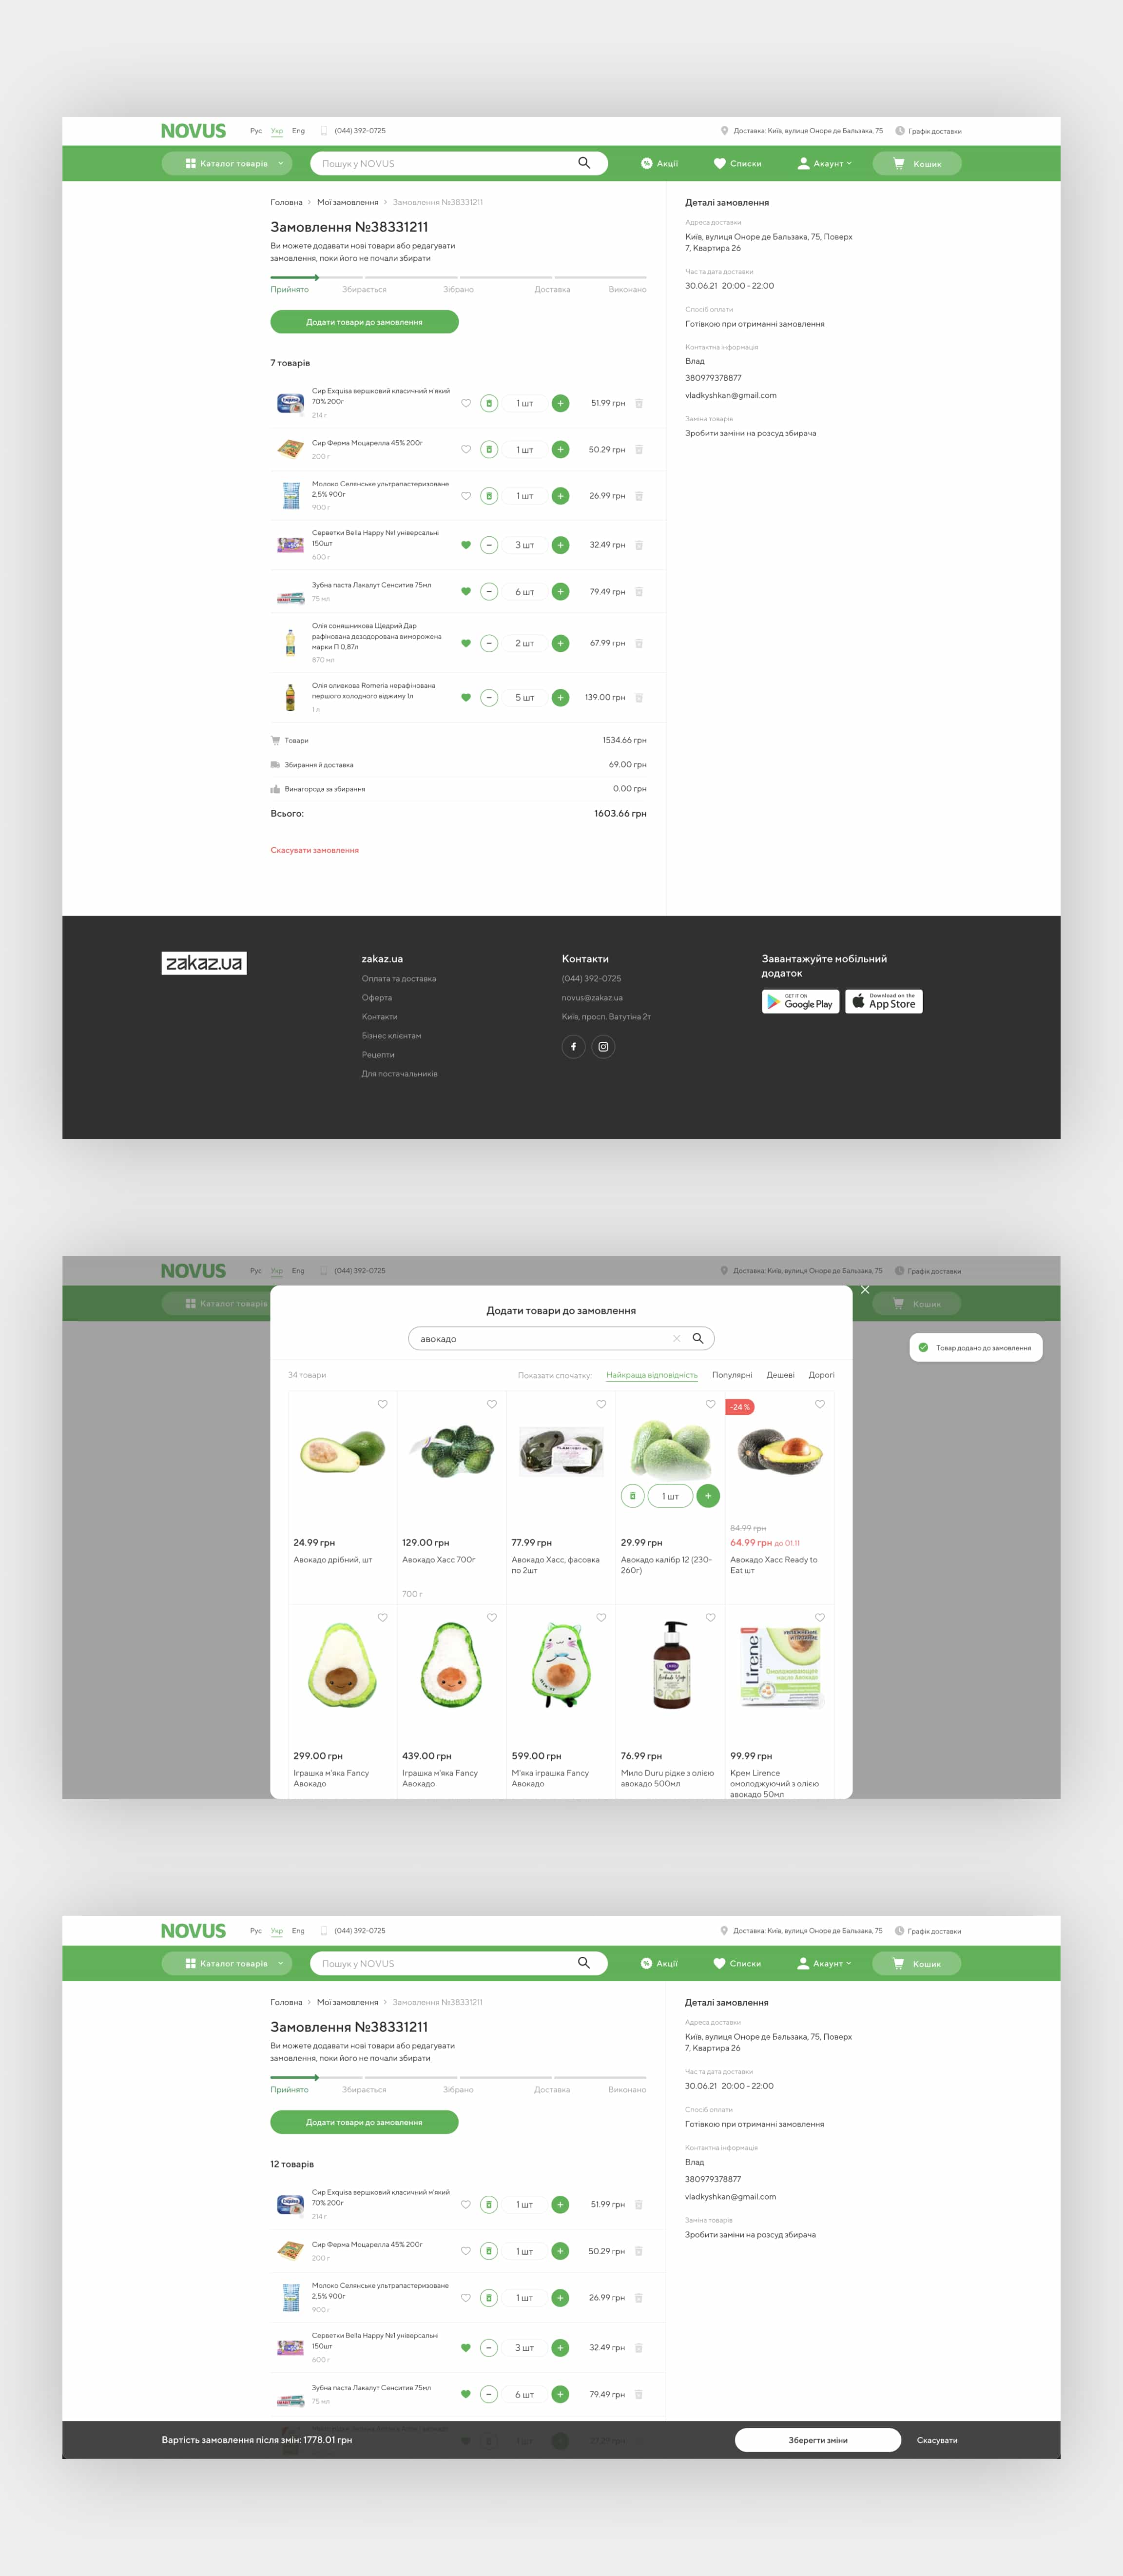 NOVUS
Рус Укр Eng (044) 392-0725
Доставка: Київ, вулиця Оноре де Бальзака, 75 Графік доставки
Каталог товарів
Пошук у NOVUS
Акції Списки Акаунт Кошик
Головна Мої замовлення Замовлення №38331211
Замовлення №38331211
Ви можете додавати нові товари або редагувати
замовлення, поки його не почали збирати
Прийнято Збирається Зібрано Доставка Виконано
Додати товари до замовлення
7 товарів
Сир Exquisa вершковий класичний м'який
70% 200г
214 г
1 шт 51.99 грн
Сир Ферма Моцарелла 45% 200г
200 г
1 шт 50.29 грн
Молоко Селянське ультрапастеризоване
2,5% 900г
900 г
1 шт 26.99 грн
Серветки Bella Happy №1 універсальні
150шт
600 г
3 шт 32.49 грн
Зубна паста Лакалут Сенситив 75мл
75 мл
6 шт 79.49 грн
Олія соняшникова Щедрий Дар
рафінована дезодорована виморожена
марки П 0,87л
870 мл
2 шт 67.99 грн
Олія оливкова Romeria нерафінована
першого холодного віджиму 1л
1 л
5 шт 139.00 грн
Товари 1534.66 грн
Збирання й доставка 69.00 грн
Винагорода за збирання 0.00 грн
Всього: 1603.66 грн
Скасувати замовлення
Деталі замовлення
Адреса доставки
Київ, вулиця Оноре де Бальзака, 75, Поверх
7, Квартира 26
Час та дата доставки
30.06.21 20:00 - 22:00
Спосіб оплати
Готівкою при отриманні замовлення
Контактна інформація
Влад
380979378877
vladkyshkan@gmail.com
Заміна товарів
Зробити заміни на розсуд збирача
zakaz.ua
zakaz.ua
Оплата та доставка
Оферта
Контакти
Бізнес клієнтам
Рецепти
Для постачальників
Контакти
(044) 392-0725
novus@zakaz.ua
Київ, просп. Ватутіна 2т
Завантажуйте мобільний
додаток
GET IT ON
Google Play
Download on the
App Store
NOVUS
Рус Укр Eng (044) 392-0725
Доставка: Київ, вулиця Оноре де Бальзака, 75 Графік доставки
Каталог товарів
Кошик
Додати товари до замовлення
авокадо
Товар додано до замовлення
34 товари
Показати спочатку: Найкраща відповідність Популярні Дешеві Дорогі
-24 %
1 шт
84.99 грн
24.99 грн 129.00 грн 77.99 грн 29.99 грн 64.99 грн до 01.11
Авокадо дрібний, шт
Авокадо Хасс 700г
700 г
Авокадо Хасс, фасовка
по 2шт
Авокадо калібр 12 (230-
260г)
Авокадо Хасс Ready to
Eat шт
Lirene
299.00 грн 439.00 грн 599.00 грн 76.99 грн 99.99 грн
Іграшка м'яка Fancy
Авокадо
Іграшка м'яка Fancy
Авокадо
М'яка іграшка Fancy
Авокадо
Мило Duru рідке з олією
авокадо 500мл
Крем Lirence
омолоджуючий з олією
авокадо 50мл
NOVUS
Рус Укр Eng (044) 392-0725
Доставка: Київ, вулиця Оноре де Бальзака, 75 Графік доставки
Каталог товарів
Пошук у NOVUS
Акції Списки Акаунт Кошик
Головна Мої замовлення Замовлення №38331211
Замовлення №38331211
Ви можете додавати нові товари або редагувати
замовлення, поки його не почали збирати
Прийнято Збирається Зібрано Доставка Виконано
Додати товари до замовлення
12 товарів
Сир Exquisa вершковий класичний м'який
70% 200г
214 г
1 шт 51.99 грн
Сир Ферма Моцарелла 45% 200г
200 г
1 шт 50.29 грн
Молоко Селянське ультрапастеризоване
2,5% 900г
900 г
1 шт 26.99 грн
Серветки Bella Happy №1 універсальні
150шт
600 г
3 шт 32.49 грн
Зубна паста Лакалут Сенситив 75мл
75 мл
6 шт 79.49 грн
Деталі замовлення
Адреса доставки
Київ, вулиця Оноре де Бальзака, 75, Поверх
7, Квартира 26
Час та дата доставки
30.06.21 20:00 - 22:00
Спосіб оплати
Готівкою при отриманні замовлення
Контактна інформація
Влад
380979378877
vladkyshkan@gmail.com
Заміна товарів
Зробити заміни на розсуд збирача
Вартість замовлення після змін: 1778.01 грн
Зберегти зміни
Скасувати